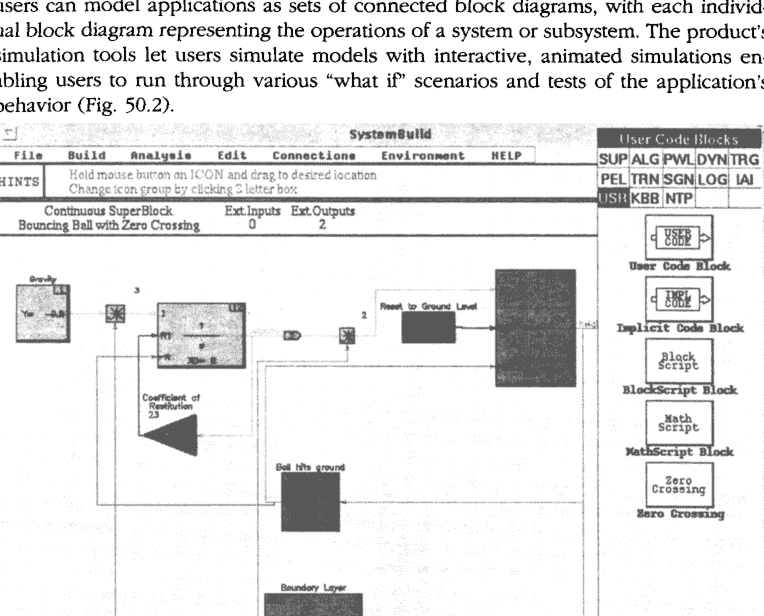 users can model applications as sets of connected block diagrams, with each individ-
ual block diagram representing the operations of a system or subsystem. The product's
simulation tools let users simulate models with interactive, animated simulations en-
abling users to run through various “what if” scenarios and tests of the application's
behavior (Fig. 50.2).
SystemBuild
File Build Analysis Edit Connections Environment HELP
HINTS
Hold mouse button on ICON and drag to desired location
Change icon group by clicking 3 letter box
Continuous SuperBlock Ext.Inputs Ext.Outputs
Bouncing Ball with Zero Crossing 0 2
User Code Blocks
SUP ALG PWL DYN TRG
PEL TRN SGN LOG IAI
USR KBB NTP
Gravity
3
2
Reset to Ground Level
Coefficient of
Restitution
23
Ball hits ground
Boundary Layer
USER
CODE
User Code Block
IMPL
CODE
Implicit Code Block
Block
Script
BlockScript Block
Math
Script
MathScript Block
Zero
Crossing
Zero Crossing